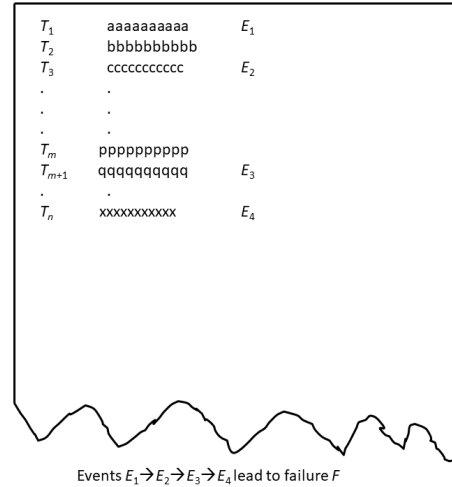 T1 aaaaaaaaaa E1
T2 bbbbbbbbbb
T3 ccccccccccc E2
. .
. .
. .
Tm pppppppppp
Tm+1 qqqqqqqqqq E3
. .
Tn xxxxxxxxxxx E4
Events E1→E2→E3→E4 lead to failure F